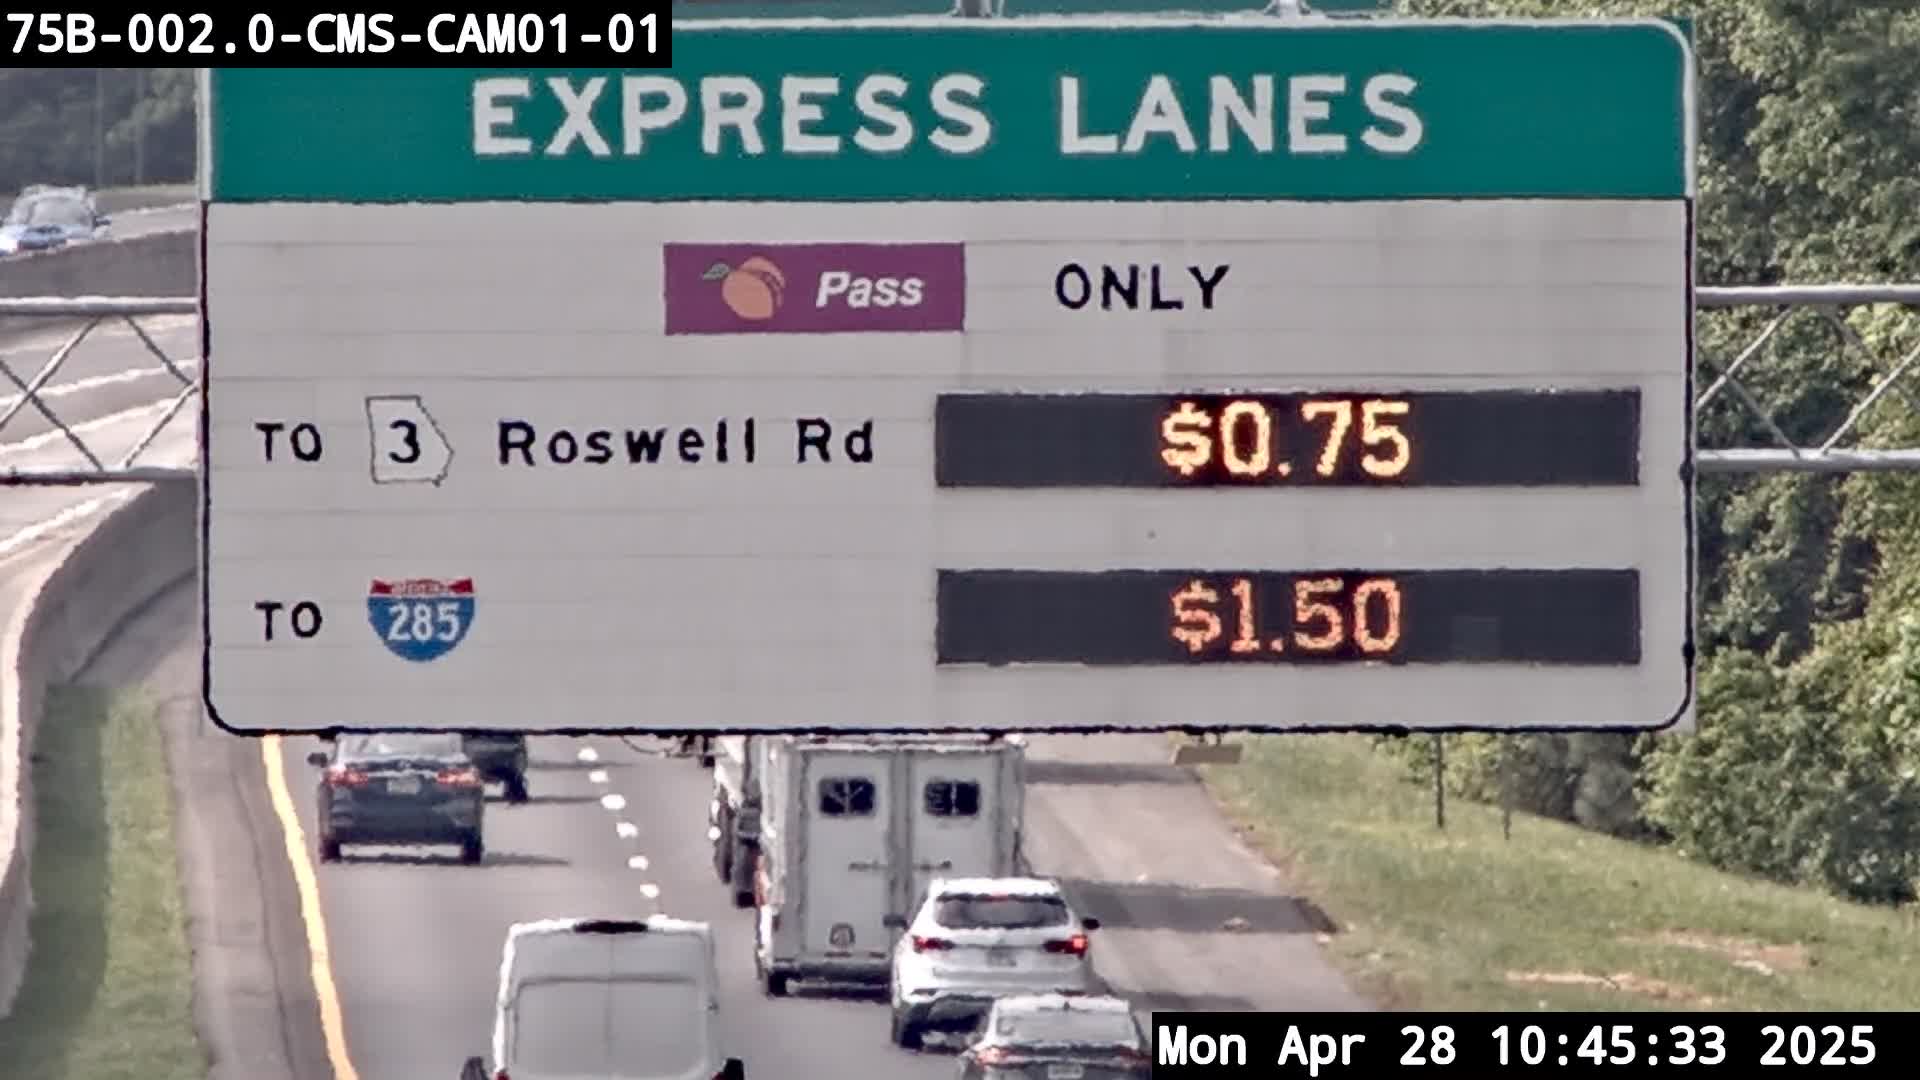 75B-002.0-CMS-CAM01-01
EXPRESS LANES
Pass ONLY
TO 3 Roswell Rd $0.75
TO 285 $1.50
Mon Apr 28 10:45:33 2025